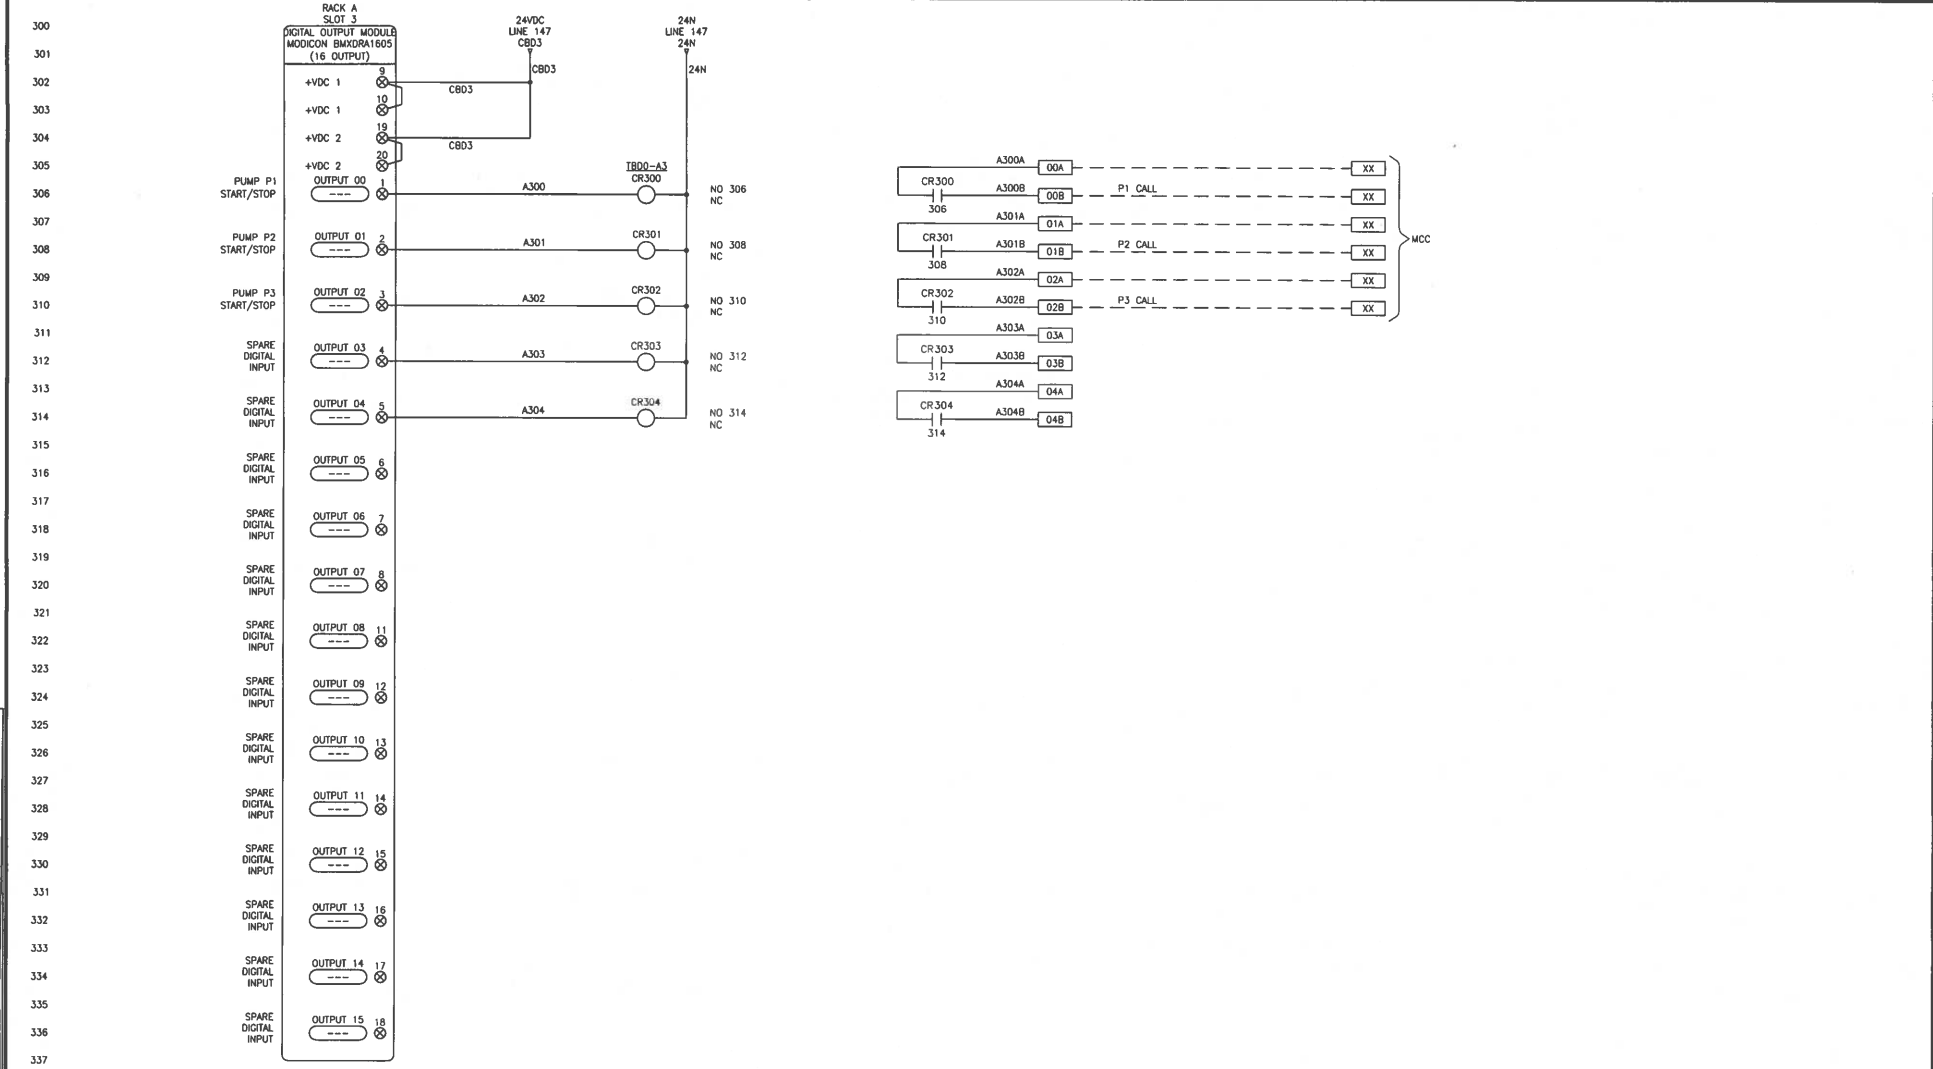 RACK A
SLOT 3
DIGITAL OUTPUT MODULE
MODICON BMXDRA1605
(16 OUTPUT)
24VDC
LINE 147
CBD3
24N
LINE 147
24N
300
301
CBD3
24N
302
+VDC 1
9
CBD3
303
+VDC 1
10
304
+VDC 2
19
CBD3
305
+VDC 2
20
TBD0-A3
A300A
00A
XX
306
PUMP P1
START/STOP
OUTPUT 00
---
1
A300
CR300
NO 306
NC
CR300
306
A300B
00B
P1 CALL
XX
307
A301A
01A
XX
308
PUMP P2
START/STOP
OUTPUT 01
---
2
A301
CR301
NO 308
NC
CR301
308
A301B
01B
P2 CALL
XX
MCC
309
A302A
02A
XX
310
PUMP P3
START/STOP
OUTPUT 02
---
3
A302
CR302
NO 310
NC
CR302
310
A302B
02B
P3 CALL
XX
311
A303A
03A
312
SPARE
DIGITAL
INPUT
OUTPUT 03
---
4
A303
CR303
NO 312
NC
CR303
312
A303B
03B
313
A304A
04A
314
SPARE
DIGITAL
INPUT
OUTPUT 04
---
5
A304
CR304
NO 314
NC
CR304
314
A304B
04B
315
316
SPARE
DIGITAL
INPUT
OUTPUT 05
---
6
317
318
SPARE
DIGITAL
INPUT
OUTPUT 06
---
7
319
320
SPARE
DIGITAL
INPUT
OUTPUT 07
---
8
321
322
SPARE
DIGITAL
INPUT
OUTPUT 08
---
11
323
324
SPARE
DIGITAL
INPUT
OUTPUT 09
---
12
325
326
SPARE
DIGITAL
INPUT
OUTPUT 10
---
13
327
328
SPARE
DIGITAL
INPUT
OUTPUT 11
---
14
329
330
SPARE
DIGITAL
INPUT
OUTPUT 12
---
15
331
332
SPARE
DIGITAL
INPUT
OUTPUT 13
---
16
333
334
SPARE
DIGITAL
INPUT
OUTPUT 14
---
17
335
336
SPARE
DIGITAL
INPUT
OUTPUT 15
---
18
337